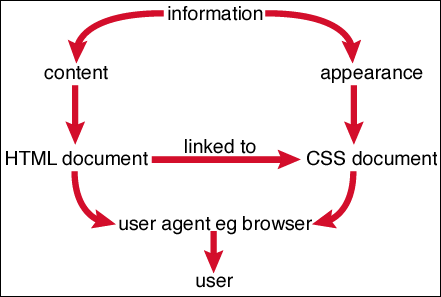 information
content
appearance
linked to
HTML document
CSS document
user agent eg browser
user